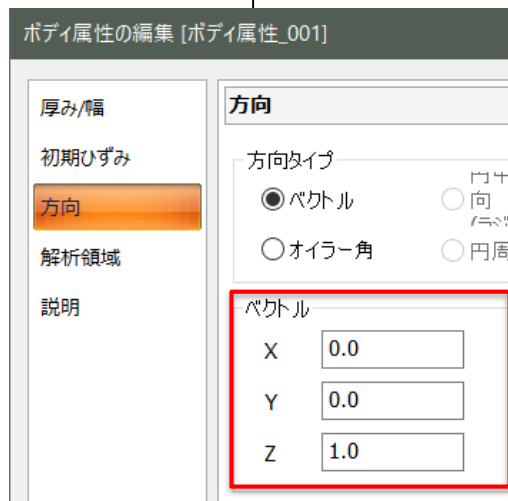 ボディ属性の編集 [ボディ属性_001]
厚み/幅
初期ひずみ
方向
解析領域
説明
方向
方向タイプ
ベクトル
向
オイラー角
円周
ベクトル
X 0.0
Y 0.0
Z 1.0